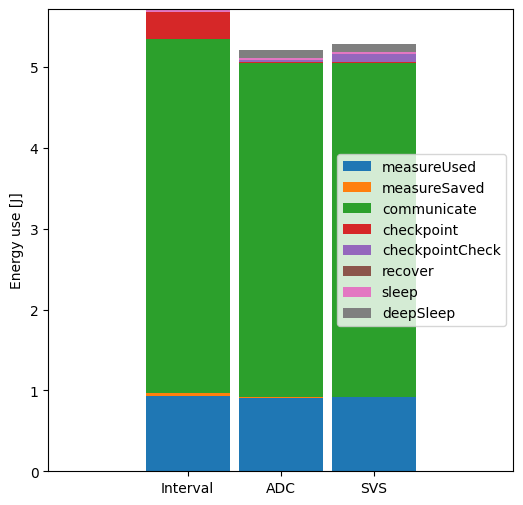 5
4
3
2
1
0
Energy use [J]
measureUsed
measureSaved
communicate
checkpoint
checkpointCheck
recover
sleep
deepSleep
Interval
ADC
SVS